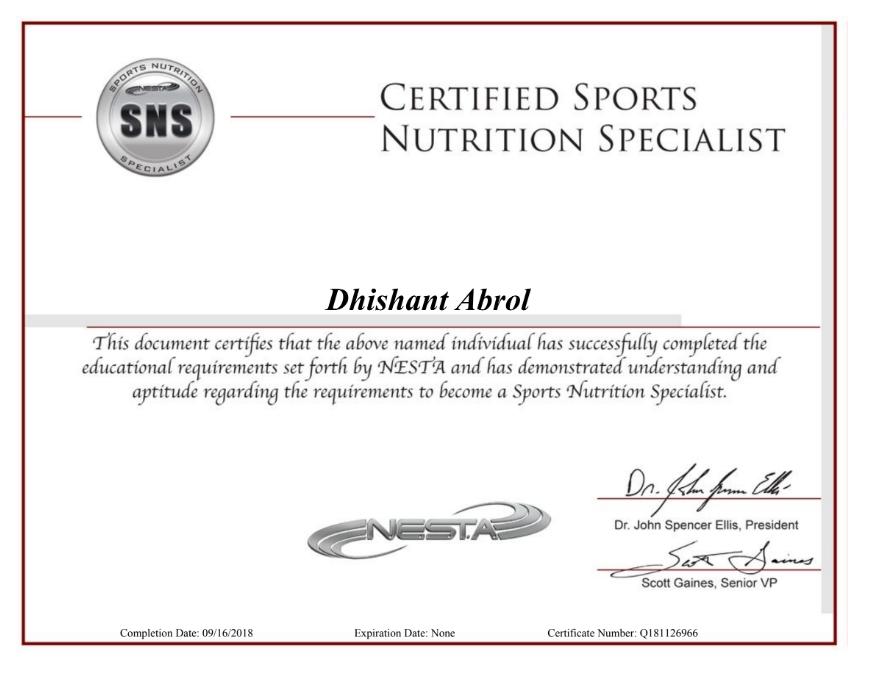 SPORTS NUTRITION
NESTA
SNS
SPECIALIST
CERTIFIED SPORTS
NUTRITION SPECIALIST
Dhishant Abrol
This document certifies that the above named individual has successfully completed the
educational requirements set forth by NESTA and has demonstrated understanding and
aptitude regarding the requirements to become a Sports Nutrition Specialist.
Dr. John Spencer Ellis
NESTA
Dr. John Spencer Ellis, President
Scott Gaines
Scott Gaines, Senior VP
Completion Date: 09/16/2018 Expiration Date: None Certificate Number: Q181126966